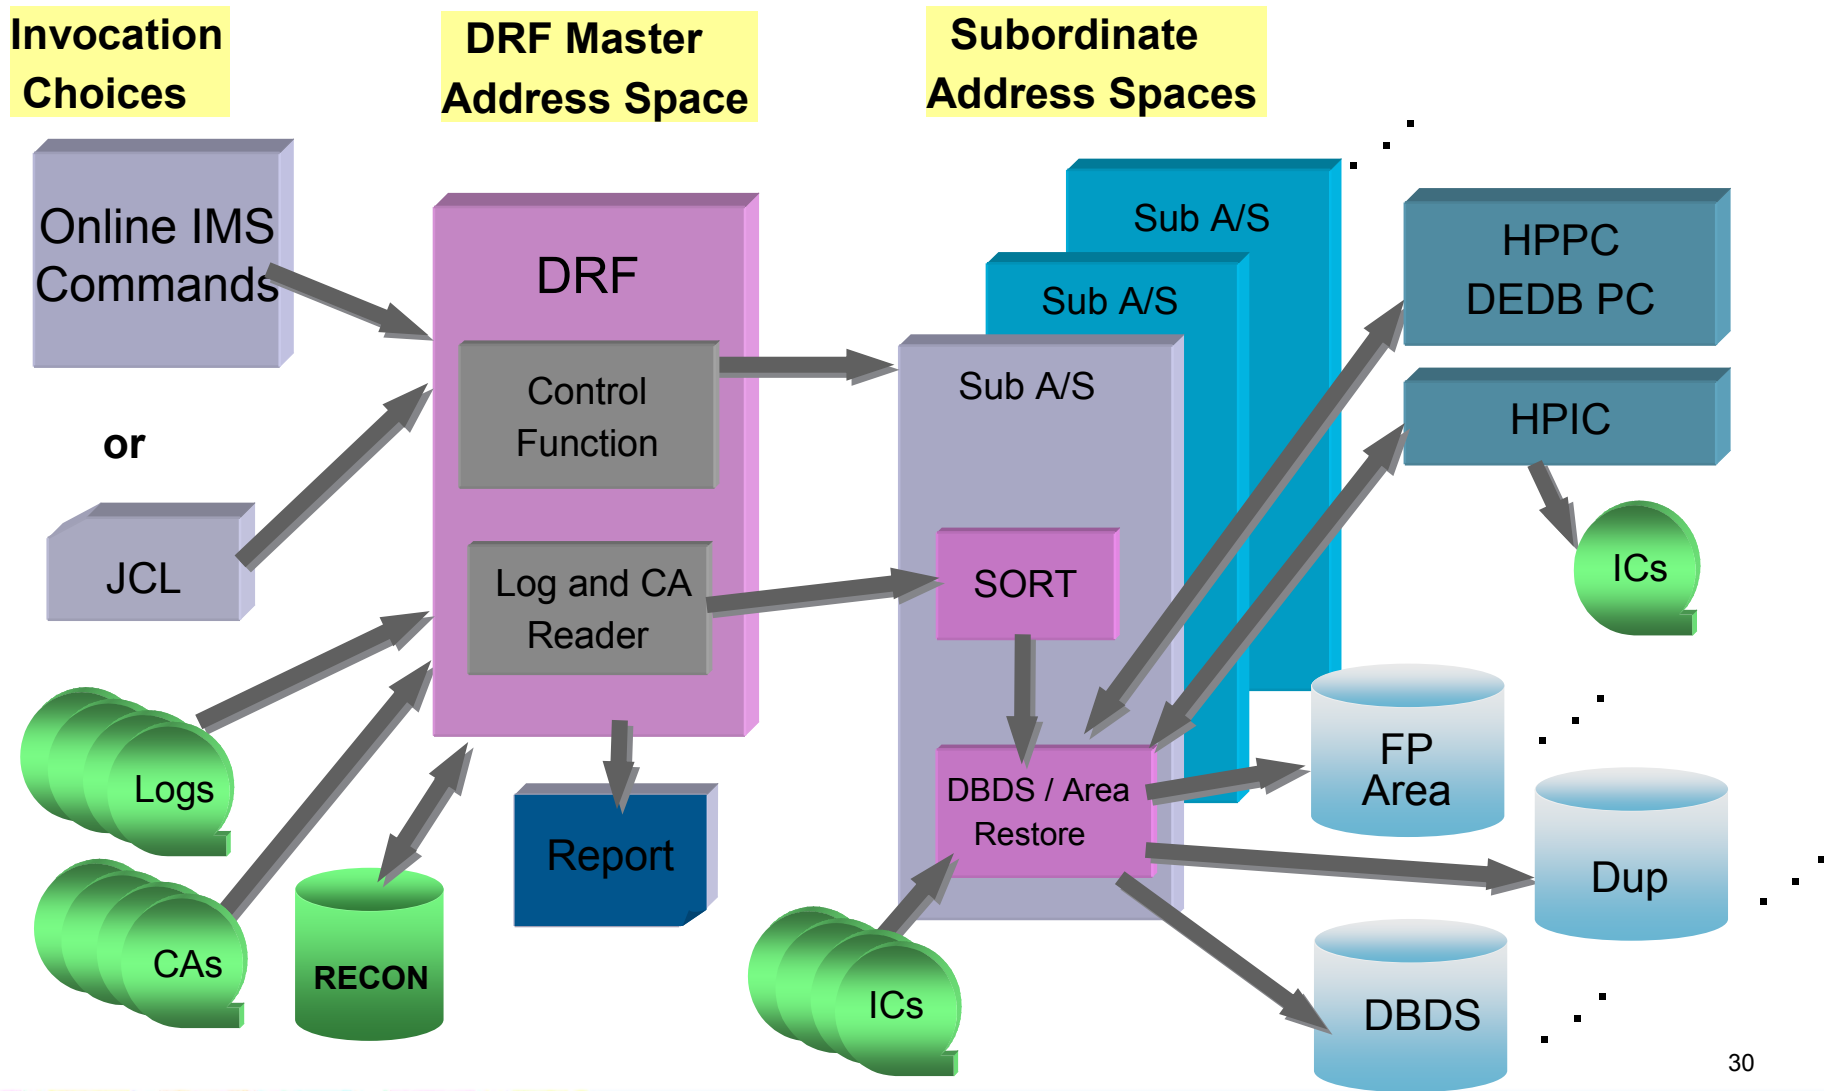 Invocation
Choices
DRF Master
Address Space
Subordinate
Address Spaces
Online IMS
Commands
or
JCL
Logs
CAs
RECON
DRF
Control
Function
Log and CA
Reader
Report
Sub A/S
Sub A/S
Sub A/S
SORT
DBDS / Area
Restore
ICs
HPPC
DEDB PC
HPIC
ICs
FP
Area
Dup
DBDS
30